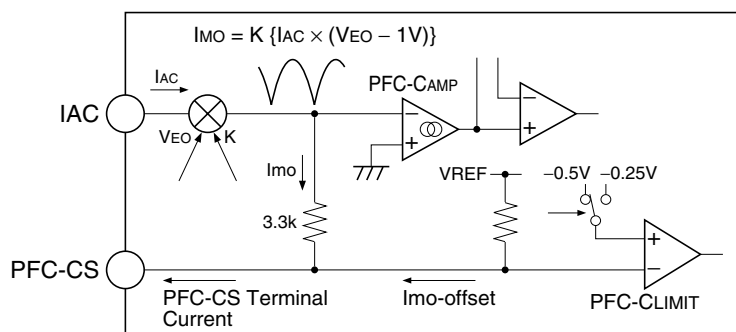 IMO = K {IAC × (VEO – 1V)}
IAC
PFC-CAMP
IAC
VEO
K
–
+
–
+
Imo
VREF
–0.5V
–0.25V
3.3k
+
–
PFC-CS
PFC-CS Terminal
Current
Imo-offset
PFC-CLIMIT